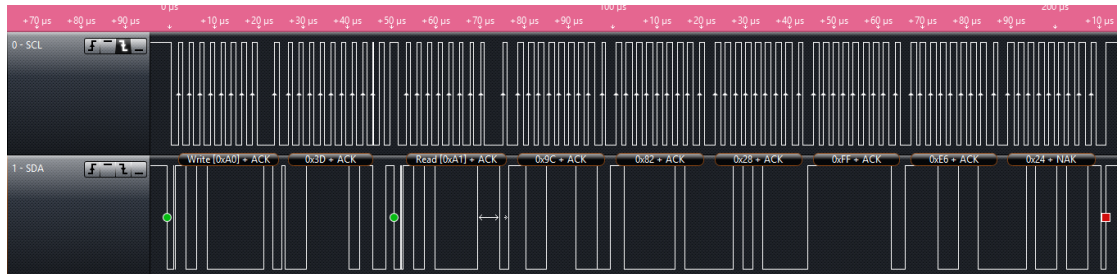 0 µs 100 µs 200 µs
+70 µs +80 µs +90 µs +10 µs +20 µs +30 µs +40 µs +50 µs +60 µs +70 µs +80 µs +90 µs +10 µs +20 µs +30 µs +40 µs +50 µs +60 µs +70 µs +80 µs +90 µs +10 µs
0 - SCL
Write [0xA0] + ACK 0x3D + ACK Read [0xA1] + ACK 0x9C + ACK 0x82 + ACK 0x28 + ACK 0xFF + ACK 0xE6 + ACK 0x24 + NAK
1 - SDA